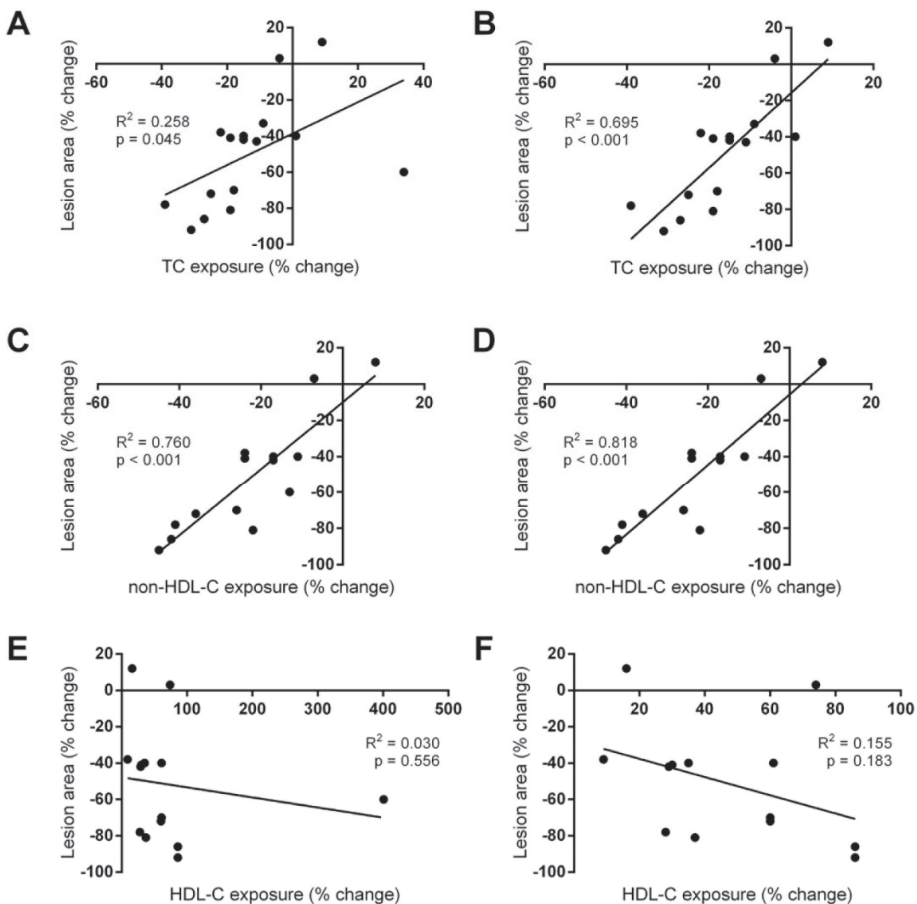 A
Lesion area (% change)
20
-60 -40 -20 20 40
-20
-40
-60
-80
-100
R² = 0.258
p = 0.045
TC exposure (% change)
B
Lesion area (% change)
20
-60 -40 -20 20
-20
-40
-60
-80
-100
R² = 0.695
p < 0.001
TC exposure (% change)
C
Lesion area (% change)
20
-60 -40 -20 20
-20
-40
-60
-80
-100
R² = 0.760
p < 0.001
non-HDL-C exposure (% change)
D
Lesion area (% change)
20
-60 -40 -20 20
-20
-40
-60
-80
-100
R² = 0.818
p < 0.001
non-HDL-C exposure (% change)
E
Lesion area (% change)
20
0
100 200 300 400 500
-20
-40
-60
-80
-100
R² = 0.030
p = 0.556
HDL-C exposure (% change)
F
Lesion area (% change)
20
0
20 40 60 80 100
-20
-40
-60
-80
-100
R² = 0.155
p = 0.183
HDL-C exposure (% change)